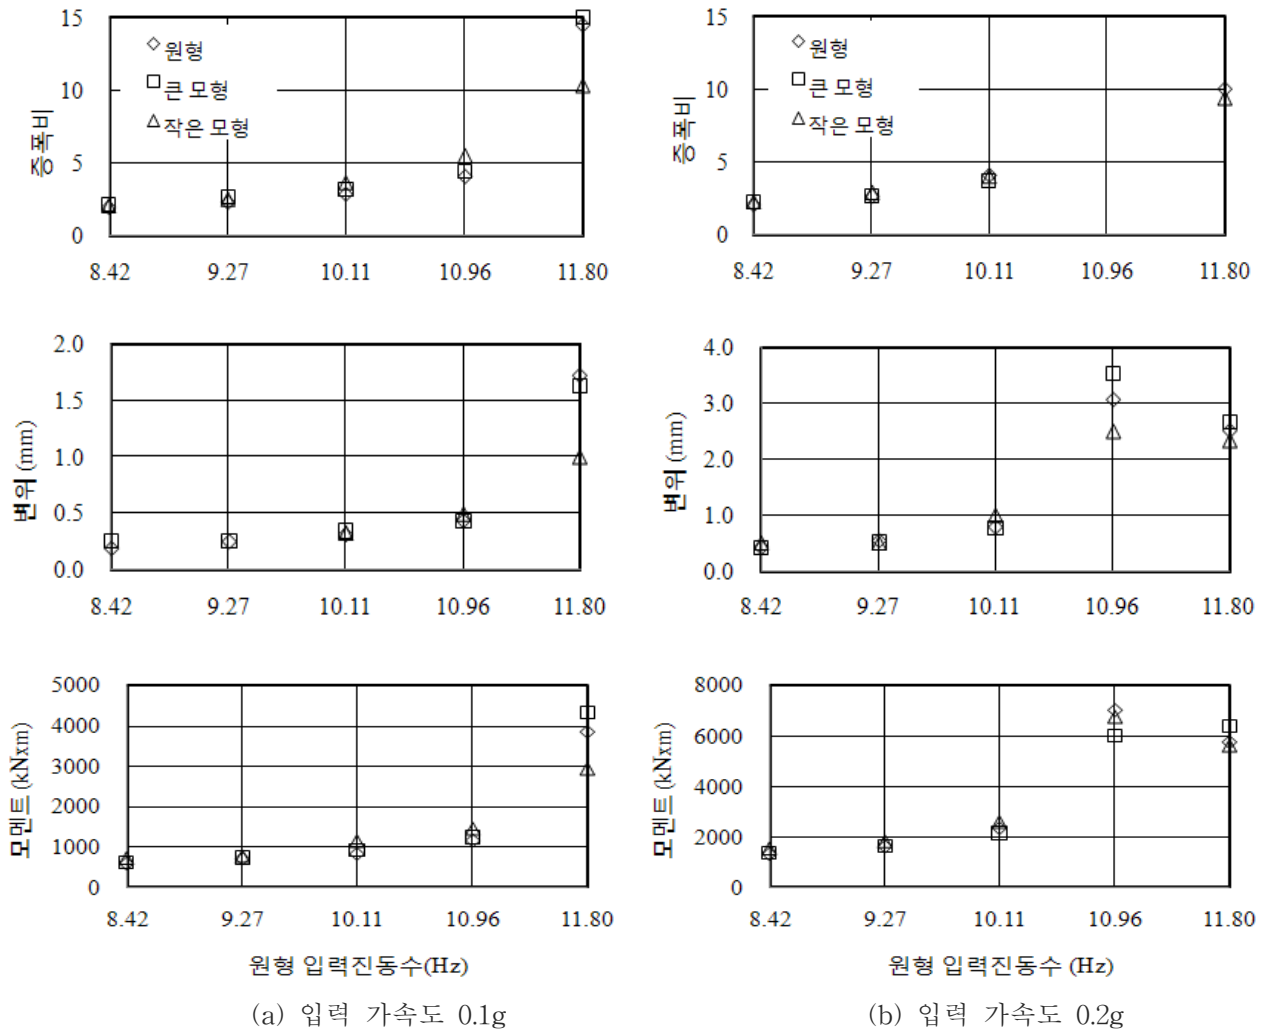 15
10
5
0
증폭비
원형
큰 모형
작은 모형
8.42 9.27 10.11 10.96 11.80
15
10
5
0
증폭비
원형
큰 모형
작은 모형
8.42 9.27 10.11 10.96 11.80
2.0
1.5
1.0
0.5
0.0
변위 (mm)
8.42 9.27 10.11 10.96 11.80
4.0
3.0
2.0
1.0
0.0
변위 (mm)
8.42 9.27 10.11 10.96 11.80
5000
4000
3000
2000
1000
0
모멘트 (kNxm)
8.42 9.27 10.11 10.96 11.80
원형 입력진동수(Hz)
(a) 입력 가속도 0.1g
8000
6000
4000
2000
0
모멘트 (kNxm)
8.42 9.27 10.11 10.96 11.80
원형 입력진동수 (Hz)
(b) 입력 가속도 0.2g